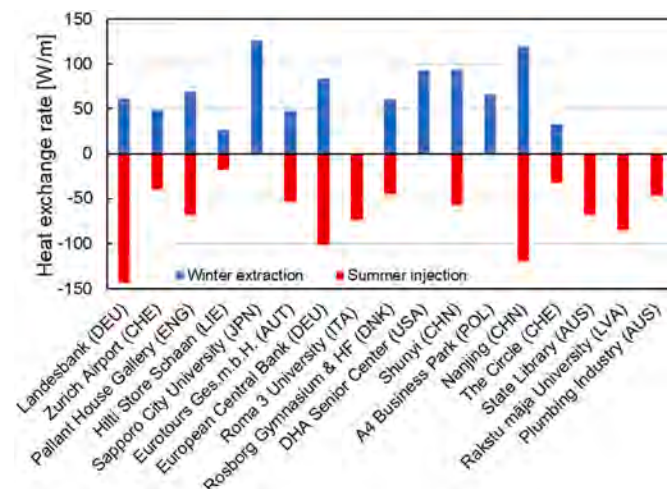 Heat exchange rate [W/m]
150
100
50
0
-50
-100
-150
Winter extraction
Summer injection
Landesbank (DEU)
Zurich Airport (CHE)
Pallant House Gallery (ENG)
Hilti Store Schaan (LIE)
Sapporo City University (JPN)
Eurotours Ges.m.b.H. (AUT)
European Central Bank (DEU)
Roma 3 University (ITA)
Rosborg Gymnasium & HF (DNK)
DHA Senior Center (USA)
Shunyi (CHN)
A4 Business Park (POL)
Nanjing (CHN)
The Circle (CHE)
State Library (AUS)
Rakstu māja University (LVA)
Plumbing Industry (AUS)